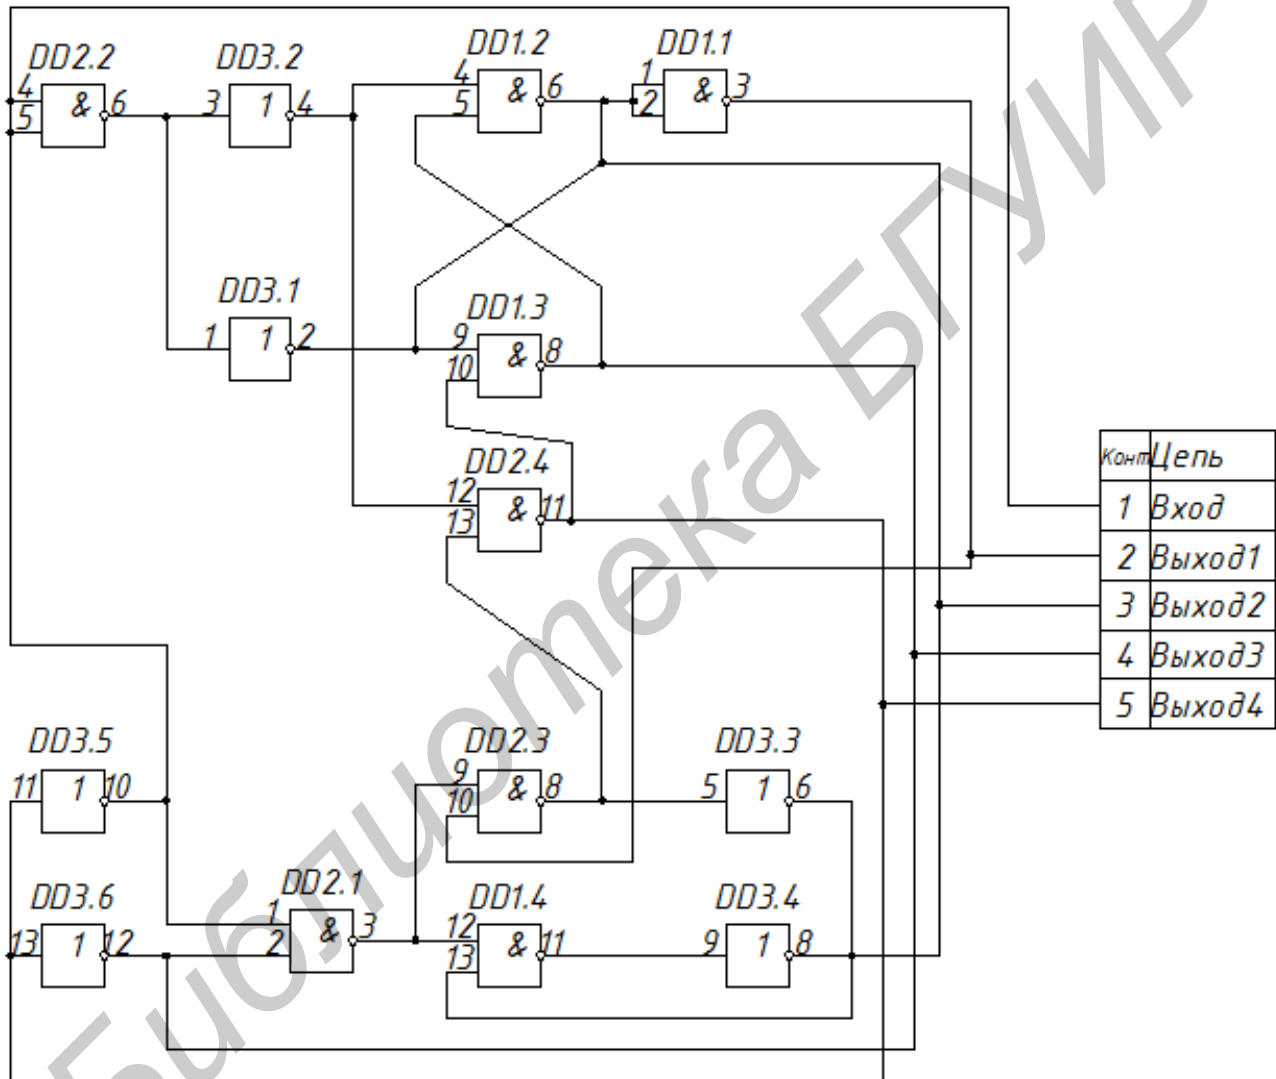 DD2.2
4
5
&
6
DD3.2
3
1
4
DD1.2
4
5
&
6
DD1.1
1
2
&
3
DD3.1
1
1
2
DD1.3
9
10
&
8
DD2.4
12
13
&
11
Конт Цепь
1 Вход
2 Выход1
3 Выход2
4 Выход3
5 Выход4
DD3.5
11
1
10
DD2.3
9
10
&
8
DD3.3
5
1
6
DD3.6
13
1
12
DD2.1
1
2
&
3
DD1.4
12
13
&
11
DD3.4
9
1
8
Библиотека БГУИР